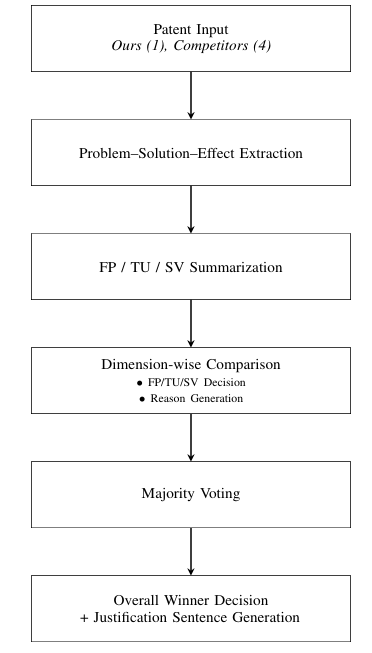 Patent Input
Ours (1), Competitors (4)
Problem–Solution–Effect Extraction
FP / TU / SV Summarization
Dimension-wise Comparison
● FP/TU/SV Decision
● Reason Generation
Majority Voting
Overall Winner Decision
+ Justification Sentence Generation